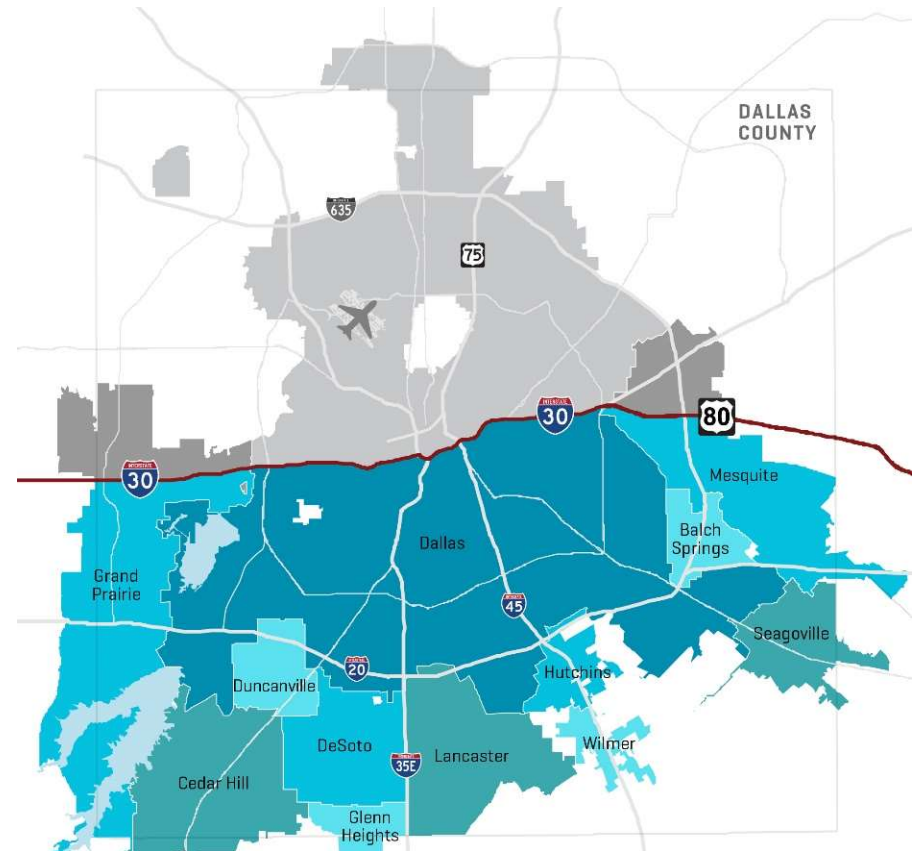 DALLAS
COUNTY
635
75
30
80
30
Mesquite
Balch
Springs
Dallas
Grand
Prairie
45
Seagoville
20
Hutchins
Duncanville
Wilmer
DeSoto
Lancaster
35E
Cedar Hill
Glenn
Heights